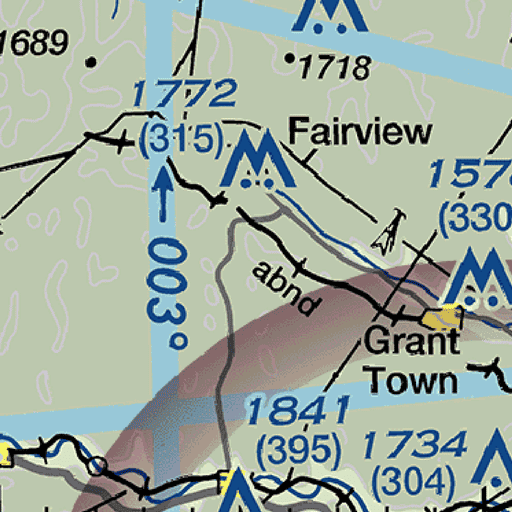 1689
1718
1772
(315)
Fairview
157
(330
003°
abnd
Grant
Town
1841
(395)
1734
(304)